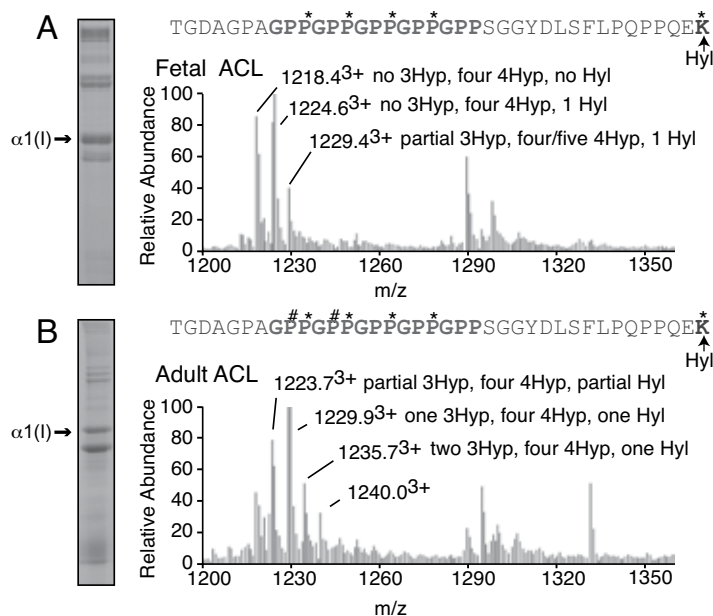 A
* * * * *
TGDAGPAGPPGPPGPPGPPGPPGPPSGGYDLSFLPQPPQEK
Hyl
Fetal ACL
1218.4³⁺ no 3Hyp, four 4Hyp, no Hyl
1224.6³⁺ no 3Hyp, four 4Hyp, 1 Hyl
1229.4³⁺ partial 3Hyp, four/five 4Hyp, 1 Hyl
α1(I)
Relative Abundance
100
80
60
40
20
0
1200 1230 1260 1290 1320 1350
m/z
B
# * # * * * *
TGDAGPAGPPGPPGPPGPPGPPSGGYDLSFLPQPPQEK
Hyl
Adult ACL
1223.7³⁺ partial 3Hyp, four 4Hyp, partial Hyl
1229.9³⁺ one 3Hyp, four 4Hyp, one Hyl
1235.7³⁺ two 3Hyp, four 4Hyp, one Hyl
1240.0³⁺
α1(I)
Relative Abundance
100
80
60
40
20
0
1200 1230 1260 1290 1320 1350
m/z